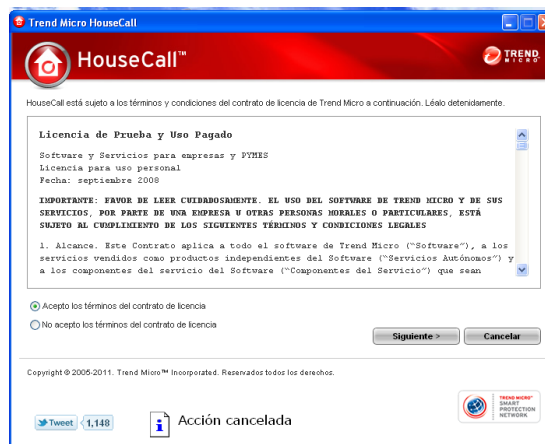 Trend Micro HouseCall
HouseCall™
TREND
MICRO
HouseCall está sujeto a los términos y condiciones del contrato de licencia de Trend Micro a continuación. Léalo detenidamente.
Licencia de Prueba y Uso Pagado
Software y Servicios para empresas y PYMES
Licencia para uso personal
Fecha: septiembre 2008
IMPORTANTE: FAVOR DE LEER CUIDADOSAMENTE. EL USO DEL SOFTWARE DE TREND MICRO Y DE SUS
SERVICIOS, POR PARTE DE UNA EMPRESA U OTRAS PERSONAS MORALES O PARTICULARES, ESTÁ
SUJETO AL CUMPLIMIENTO DE LOS SIGUIENTES TÉRMINOS Y CONDICIONES LEGALES
1. Alcance. Este Contrato aplica a todo el software de Trend Micro ("Software"), a los
servicios vendidos como productos independientes del Software ("Servicios Autónomos") y
a los componentes del servicio del Software ("Componentes del Servicio") que sean
Acepto los términos del contrato de licencia
No acepto los términos del contrato de licencia
Siguiente >
Cancelar
Copyright © 2005-2011. Trend Micro™ Incorporated. Reservados todos los derechos.
Tweet
1,148
Acción cancelada
TREND MICRO™
SMART
PROTECTION
NETWORK